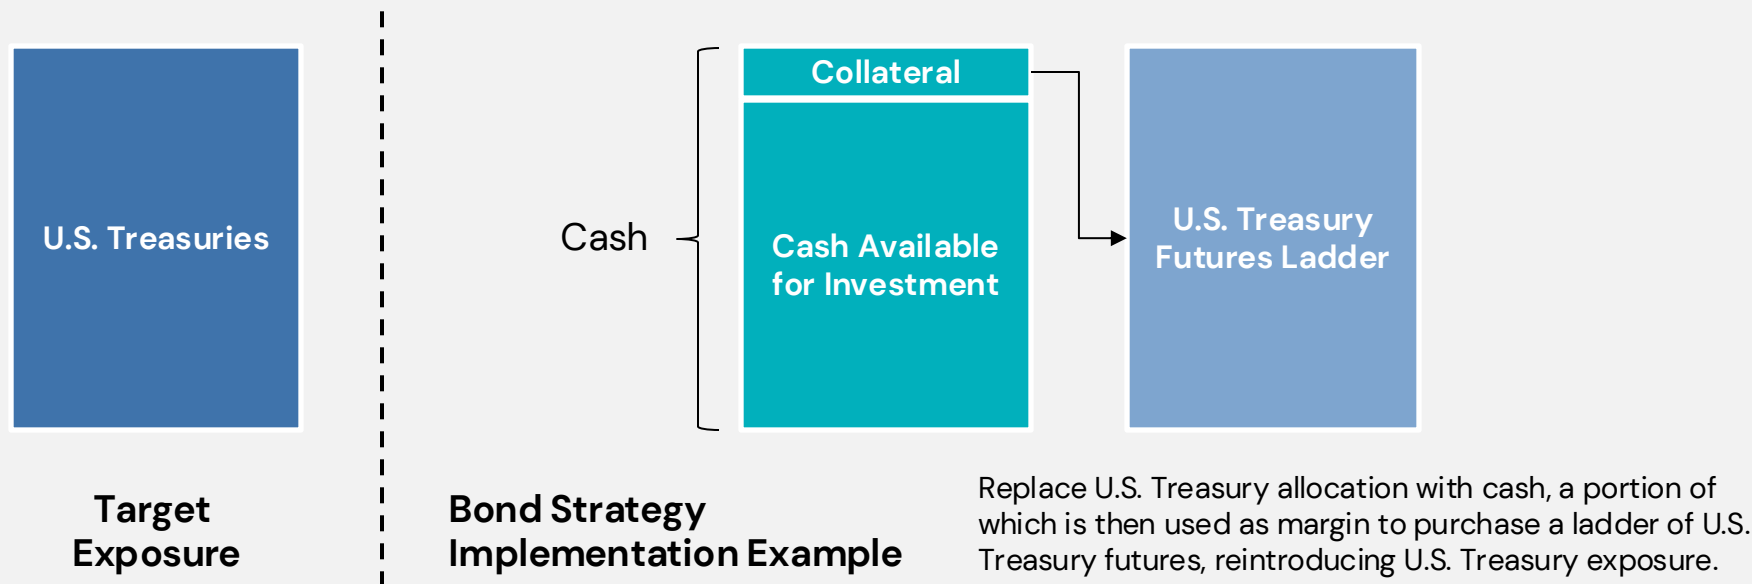 U.S. Treasuries
Target
Exposure
Cash
Collateral
Cash Available
for Investment
U.S. Treasury
Futures Ladder
Bond Strategy
Implementation Example
Replace U.S. Treasury allocation with cash, a portion of
which is then used as margin to purchase a ladder of U.S.
Treasury futures, reintroducing U.S. Treasury exposure.